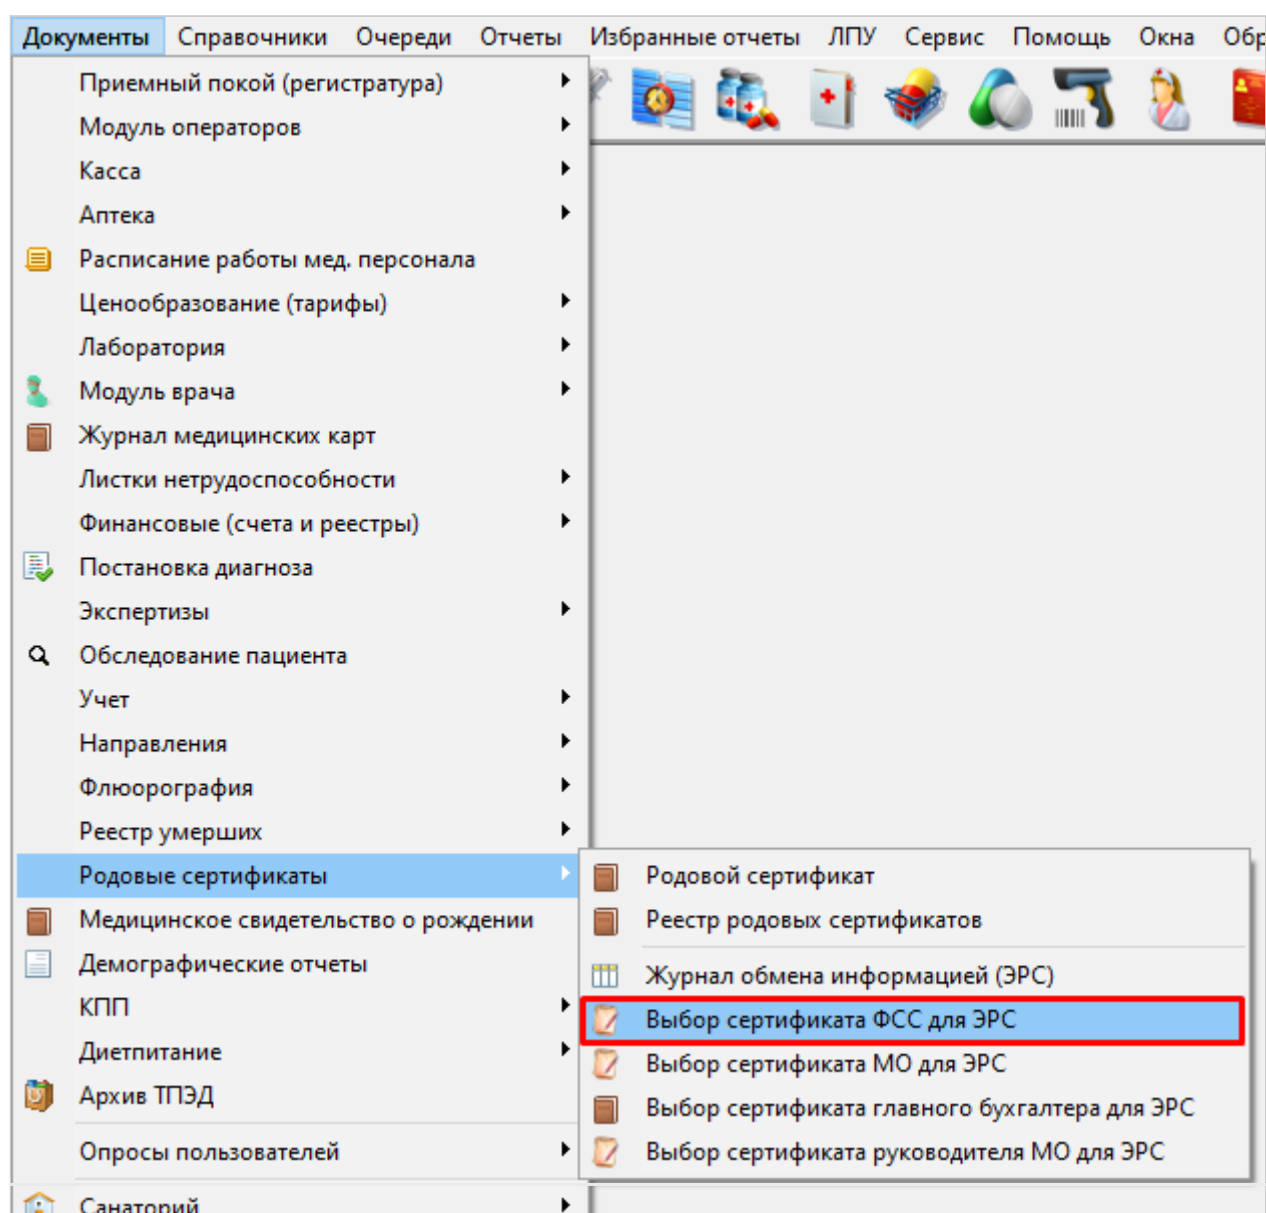 Документы Справочники Очереди Отчеты Избранные отчеты ЛПУ Сервис Помощь Окна Обр
Приемный покой (регистратура)
Модуль операторов
Касса
Аптека
Расписание работы мед. персонала
Ценообразование (тарифы)
Лаборатория
Модуль врача
Журнал медицинских карт
Листки нетрудоспособности
Финансовые (счета и реестры)
Постановка диагноза
Экспертизы
Обследование пациента
Учет
Направления
Флюорография
Реестр умерших
Родовые сертификаты
Медицинское свидетельство о рождении
Демографические отчеты
КПП
Диетпитание
Архив ТПЭД
Опросы пользователей
Санаторий
Родовой сертификат
Реестр родовых сертификатов
Журнал обмена информацией (ЭРС)
Выбор сертификата ФСС для ЭРС
Выбор сертификата МО для ЭРС
Выбор сертификата главного бухгалтера для ЭРС
Выбор сертификата руководителя МО для ЭРС